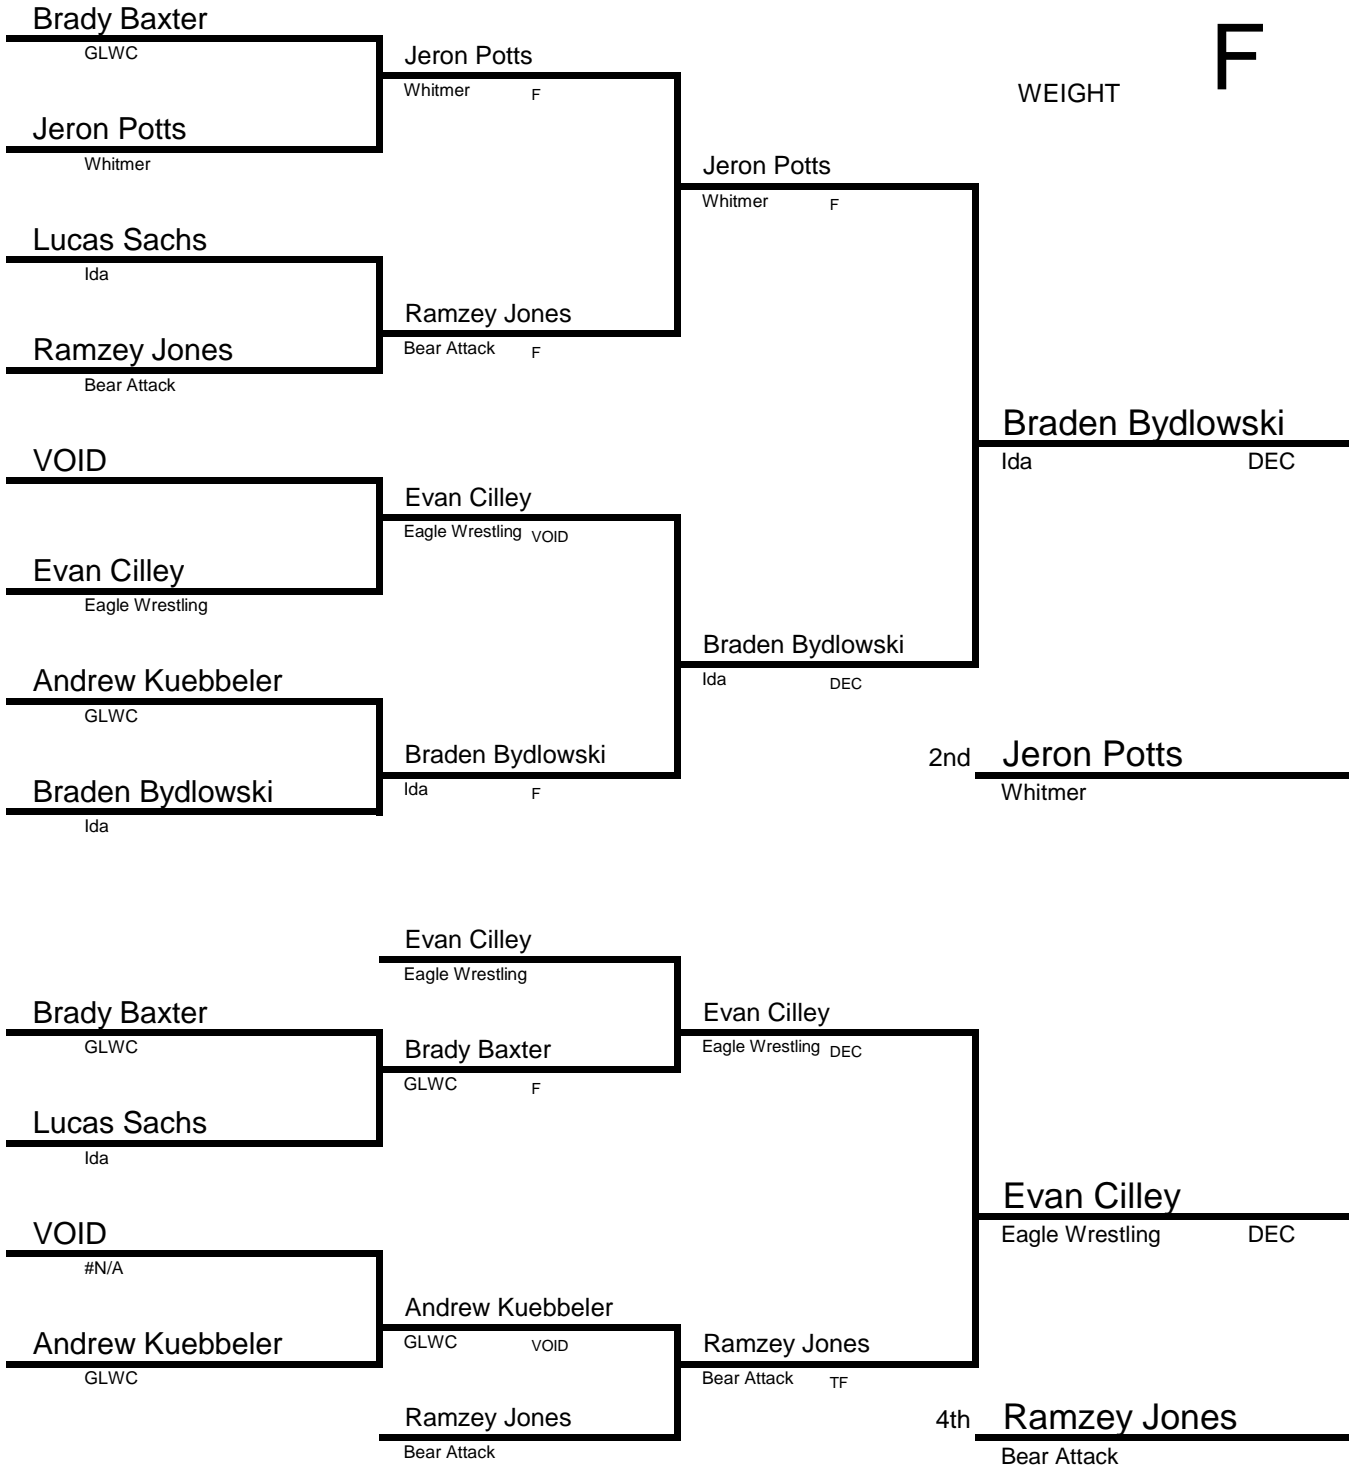 Brady Baxter
GLWC
Jeron Potts
Whitmer F
F
WEIGHT
Jeron Potts
Whitmer
Jeron Potts
Whitmer F
Lucas Sachs
Ida
Ramzey Jones
Bear Attack F
Ramzey Jones
Bear Attack
Braden Bydlowski
Ida DEC
VOID
Evan Cilley
Eagle Wrestling VOID
Evan Cilley
Eagle Wrestling
Braden Bydlowski
Ida DEC
Andrew Kuebbeler
GLWC
Braden Bydlowski
Ida F
2nd Jeron Potts
Whitmer
Braden Bydlowski
Ida
Evan Cilley
Eagle Wrestling
Brady Baxter
GLWC
Evan Cilley
Eagle Wrestling DEC
Brady Baxter
GLWC F
Lucas Sachs
Ida
Evan Cilley
Eagle Wrestling DEC
VOID
#N/A
Andrew Kuebbeler
GLWC VOID
Andrew Kuebbeler
GLWC
Ramzey Jones
Bear Attack TF
Ramzey Jones
Bear Attack
4th Ramzey Jones
Bear Attack